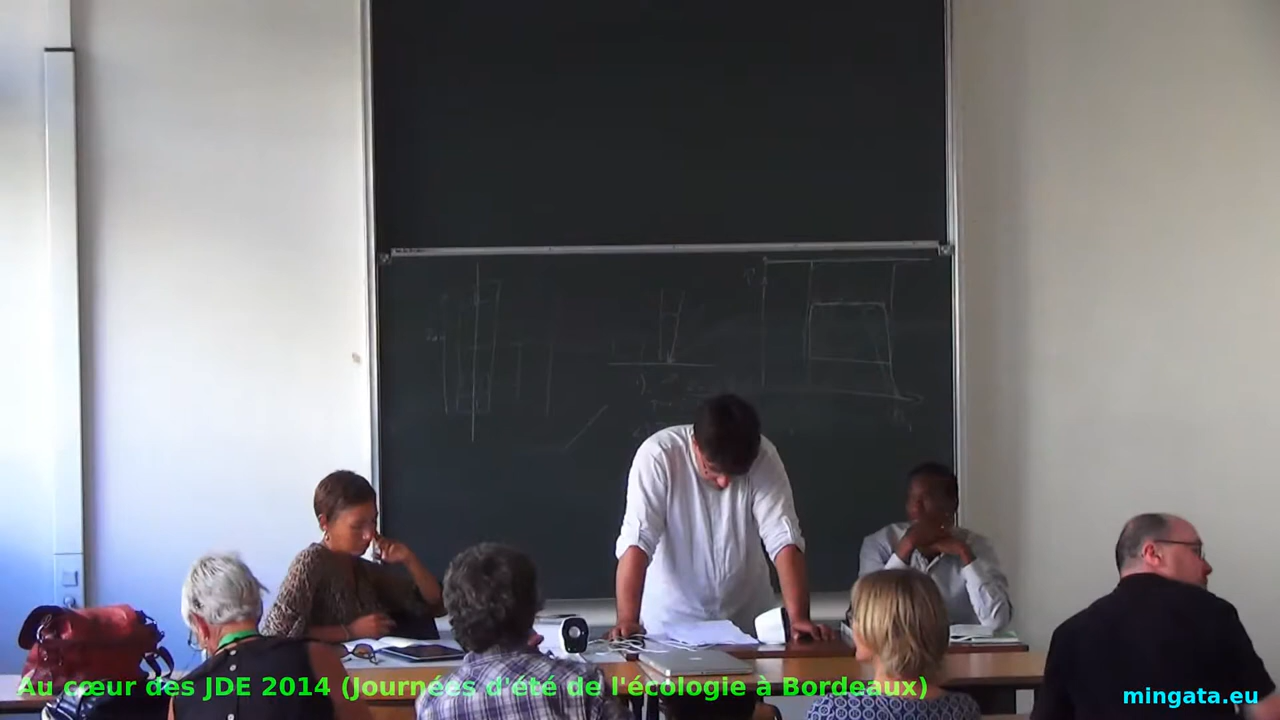 Au cœur des JDE 2014 (Journées d'été de l'écologie à Bordeaux)
mingata.eu